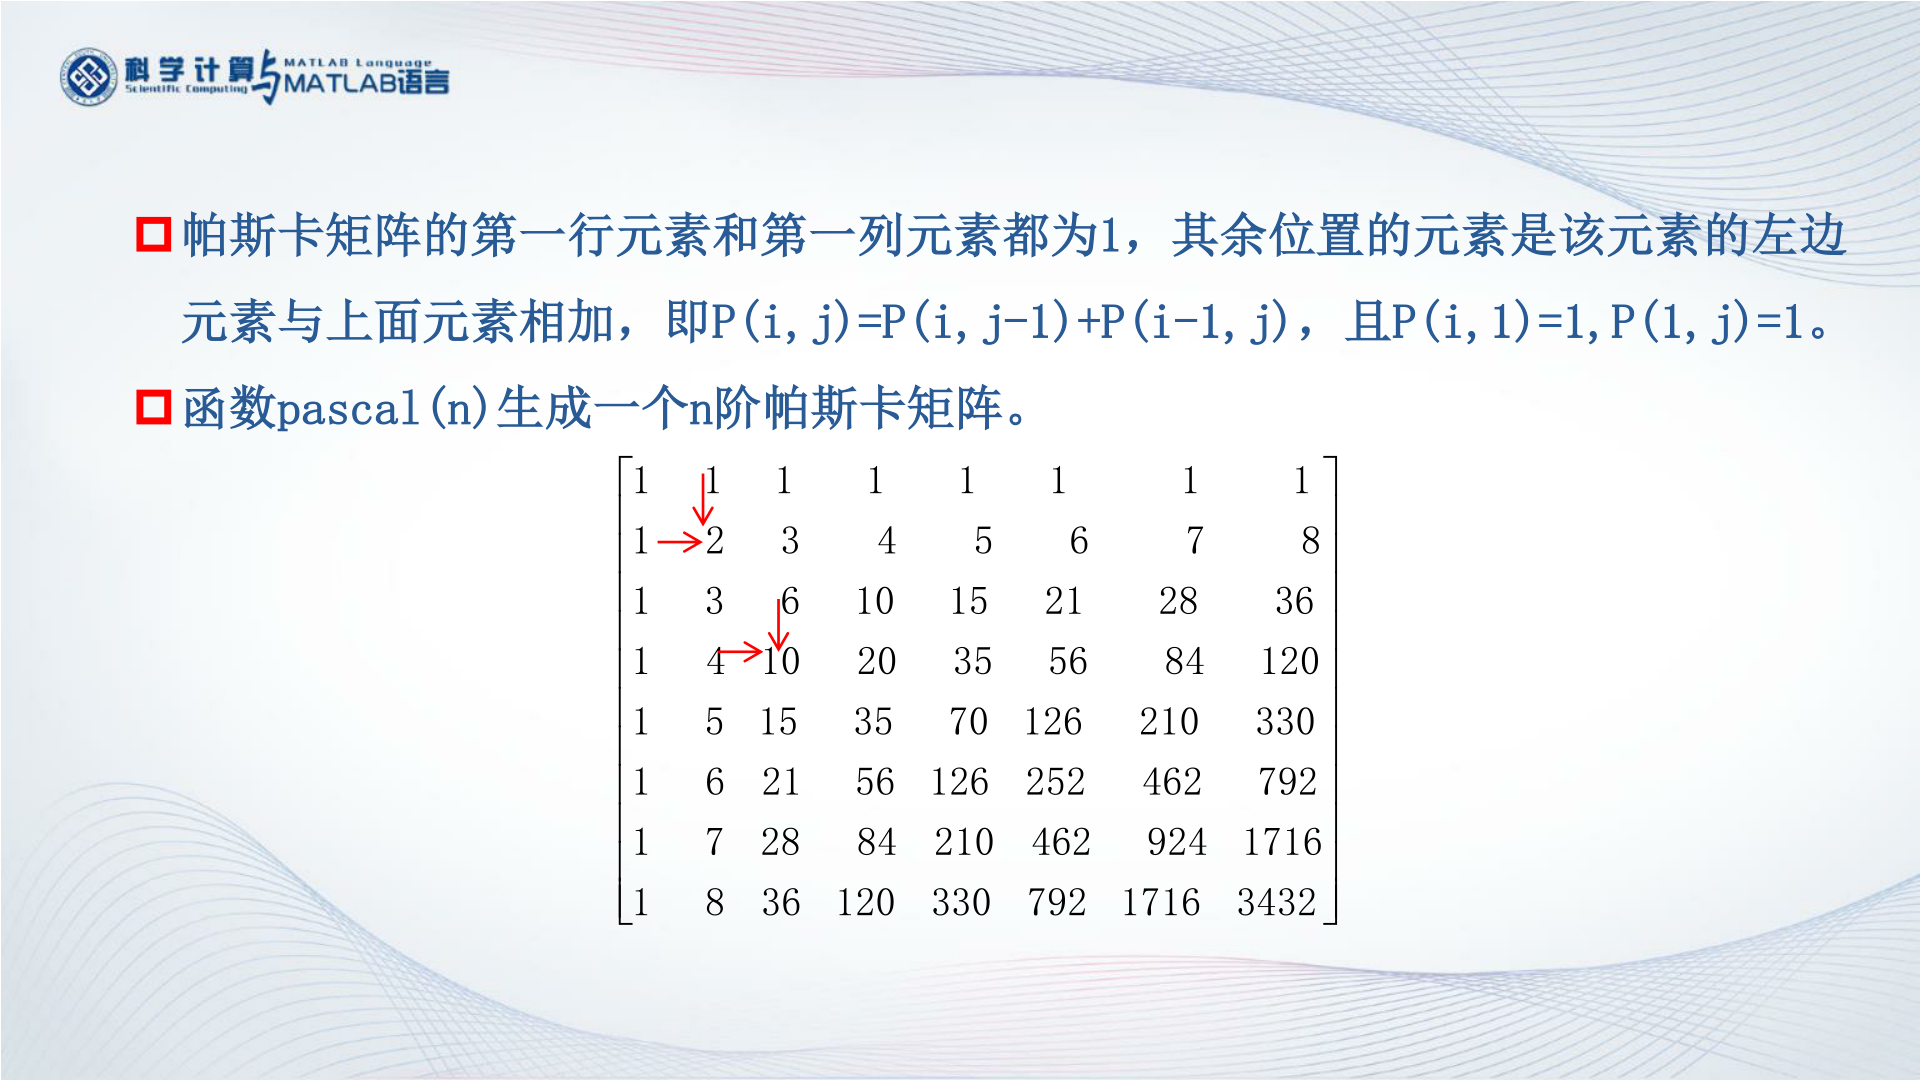 科学计算与MATLAB语言
Scientific Computing MATLAB Language
帕斯卡矩阵的第一行元素和第一列元素都为1，其余位置的元素是该元素的左边
元素与上面元素相加，即P(i,j)=P(i,j-1)+P(i-1,j)，且P(i,1)=1,P(1,j)=1。
函数pascal(n)生成一个n阶帕斯卡矩阵。
1 1 1 1 1 1 1 1
1 2 3 4 5 6 7 8
1 3 6 10 15 21 28 36
1 4 10 20 35 56 84 120
1 5 15 35 70 126 210 330
1 6 21 56 126 252 462 792
1 7 28 84 210 462 924 1716
1 8 36 120 330 792 1716 3432